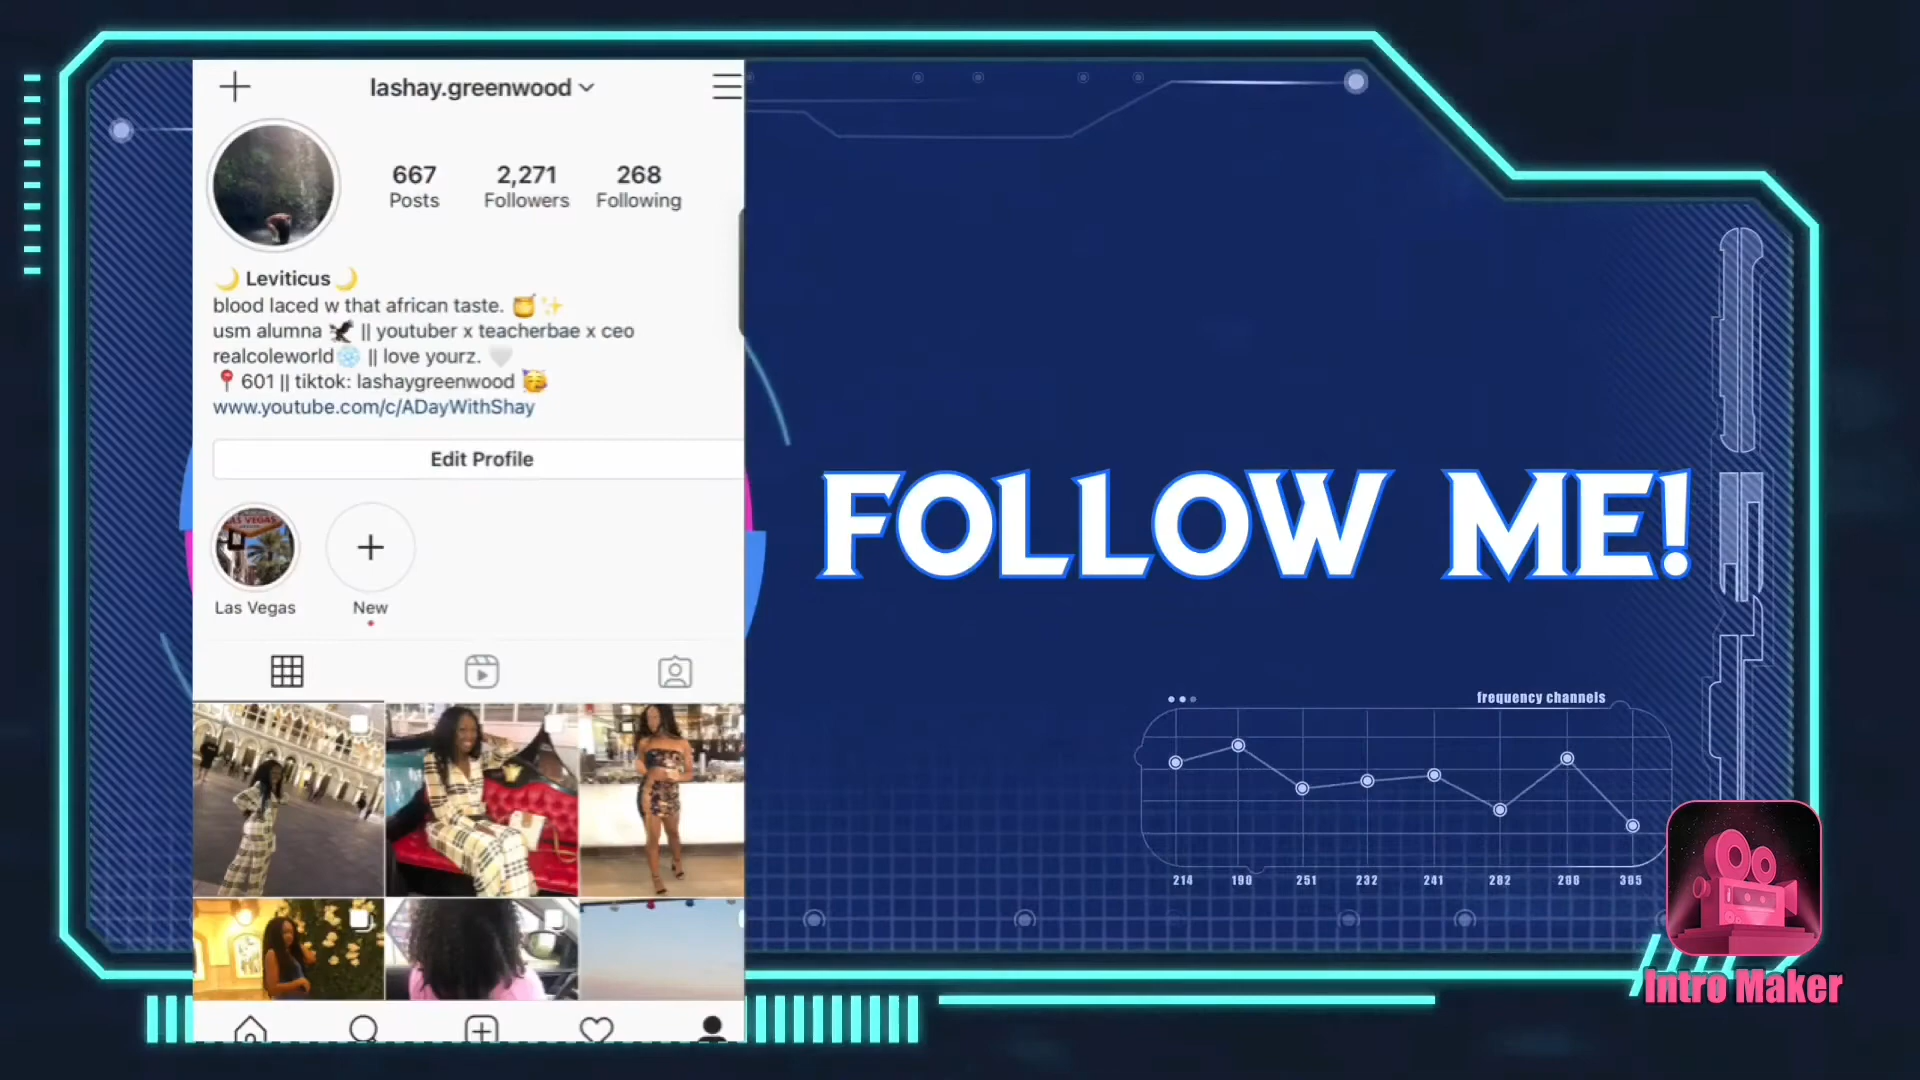 lashay.greenwood
667 2,271 268
Posts Followers Following
🌙 Leviticus 🌙
blood laced w that african taste. 🍯✨
usm alumna 🦅 || youtuber x teacherbae x ceo
realcoleworld❄️ || love yourz. 🤍
📍601 || tiktok: lashaygreenwood 🥳
www.youtube.com/c/ADayWithShay
Edit Profile
Las Vegas New
FOLLOW ME!
frequency channels
214 190 251 232 241 282 206 305
Intro Maker